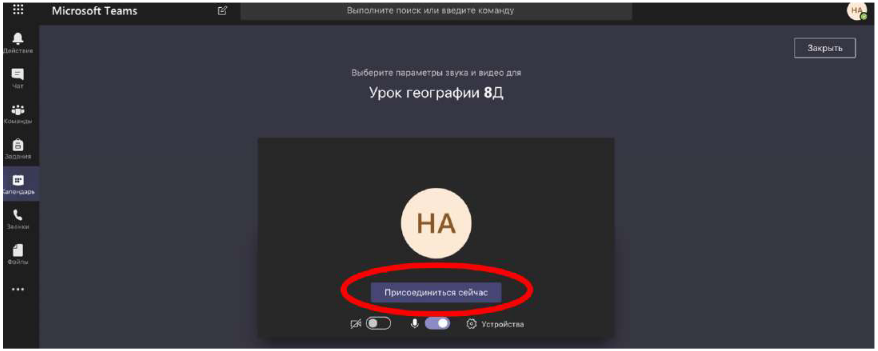 Microsoft Teams
Выполните поиск или введите команду
НА
Действия
Закрыть
Чат
Выберите параметры звука и видео для
Урок географии 8Д
Команды
Задания
Календарь
НА
Звонки
Файлы
Присоединиться сейчас
Устройства